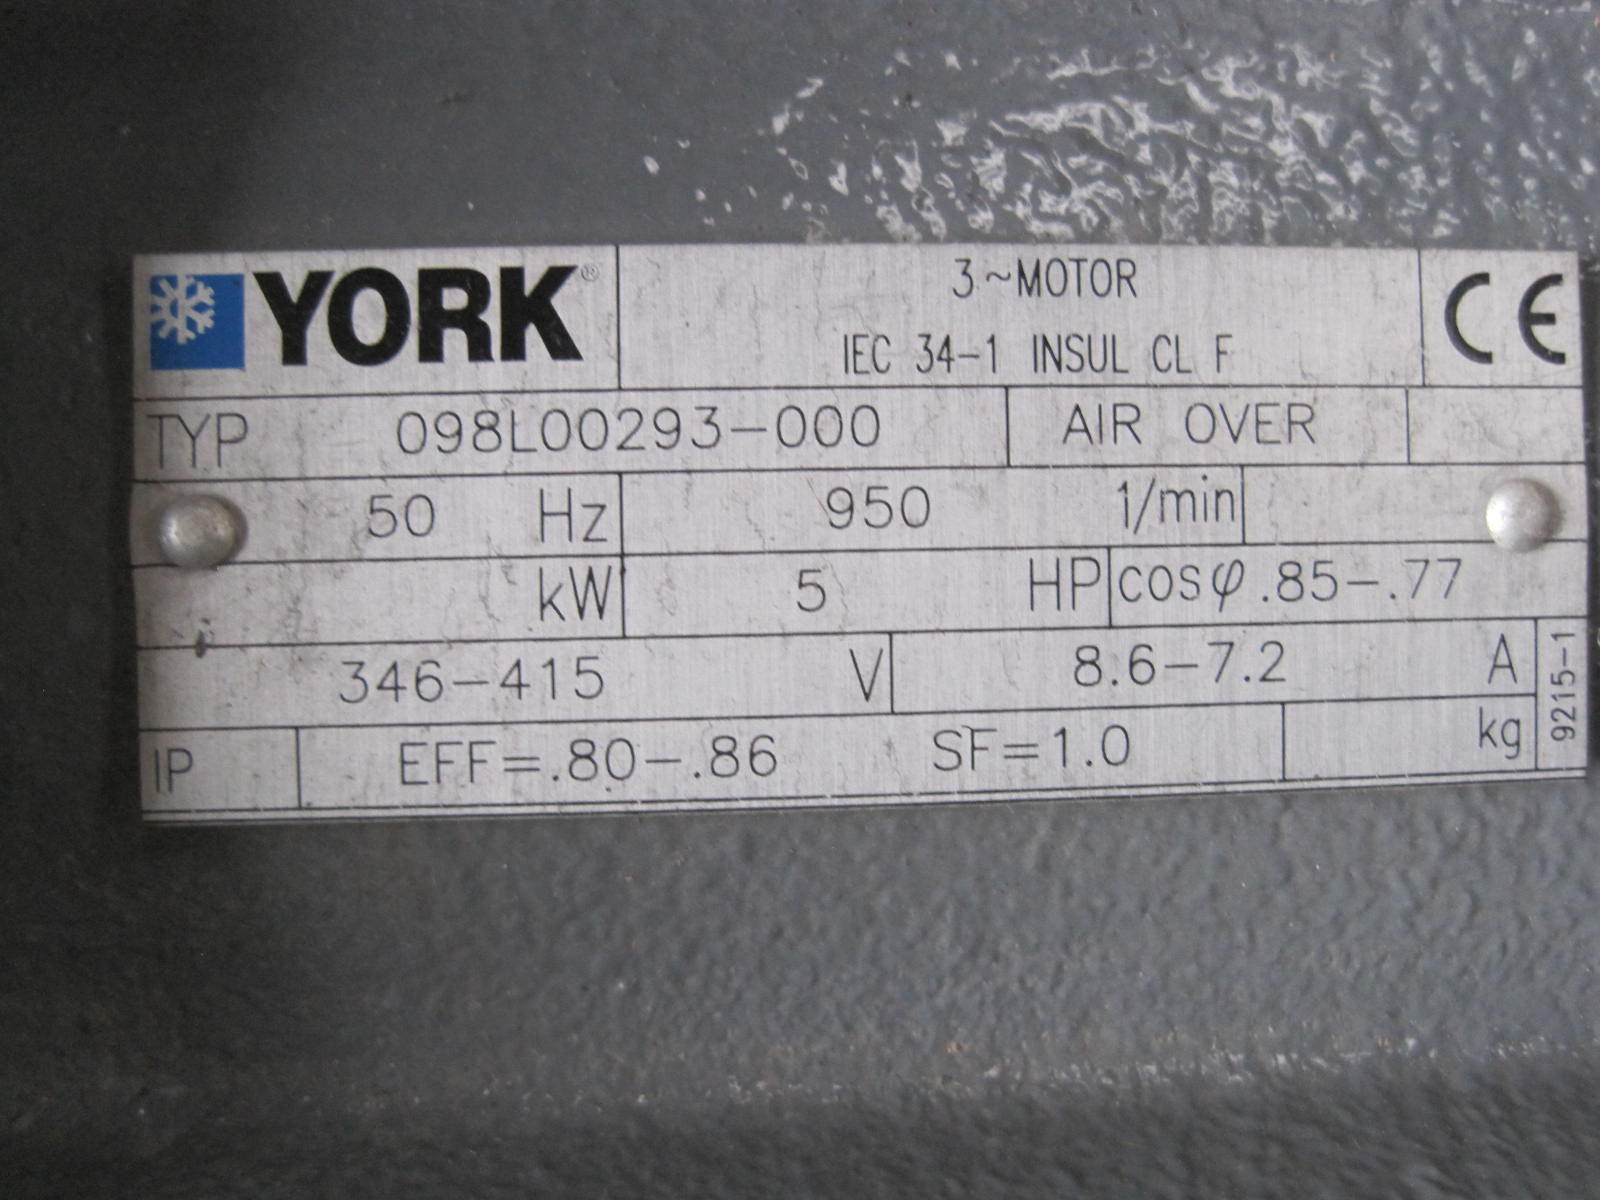 YORK®
3~MOTOR
IEC 34-1 INSUL CL F
CE
TYP 098L00293-000 AIR OVER
50 Hz 950 1/min
kW 5 HP cosφ .85-.77
346-415 V 8.6-7.2 A
IP EFF=.80-.86 SF=1.0 kg
9215-1